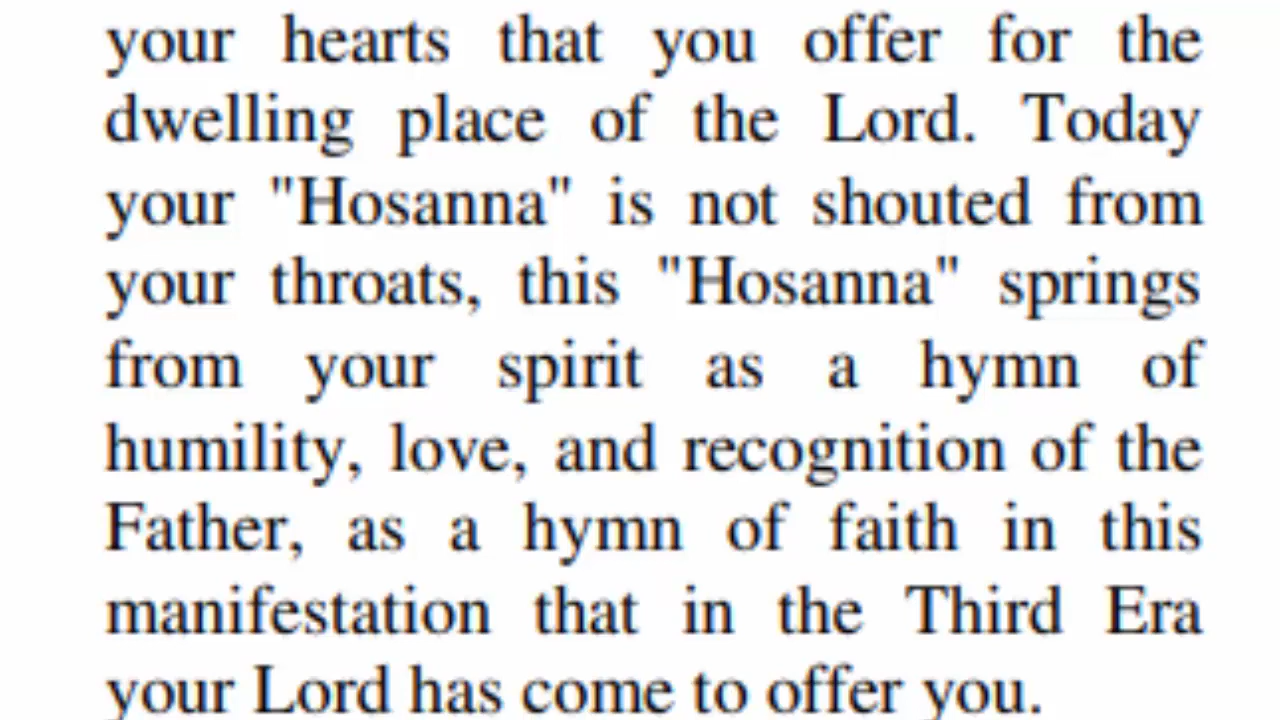 your hearts that you offer for the
dwelling place of the Lord. Today
your "Hosanna" is not shouted from
your throats, this "Hosanna" springs
from your spirit as a hymn of
humility, love, and recognition of the
Father, as a hymn of faith in this
manifestation that in the Third Era
your Lord has come to offer you.